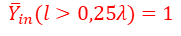 Ȳ_in(l > 0,25λ) = 1